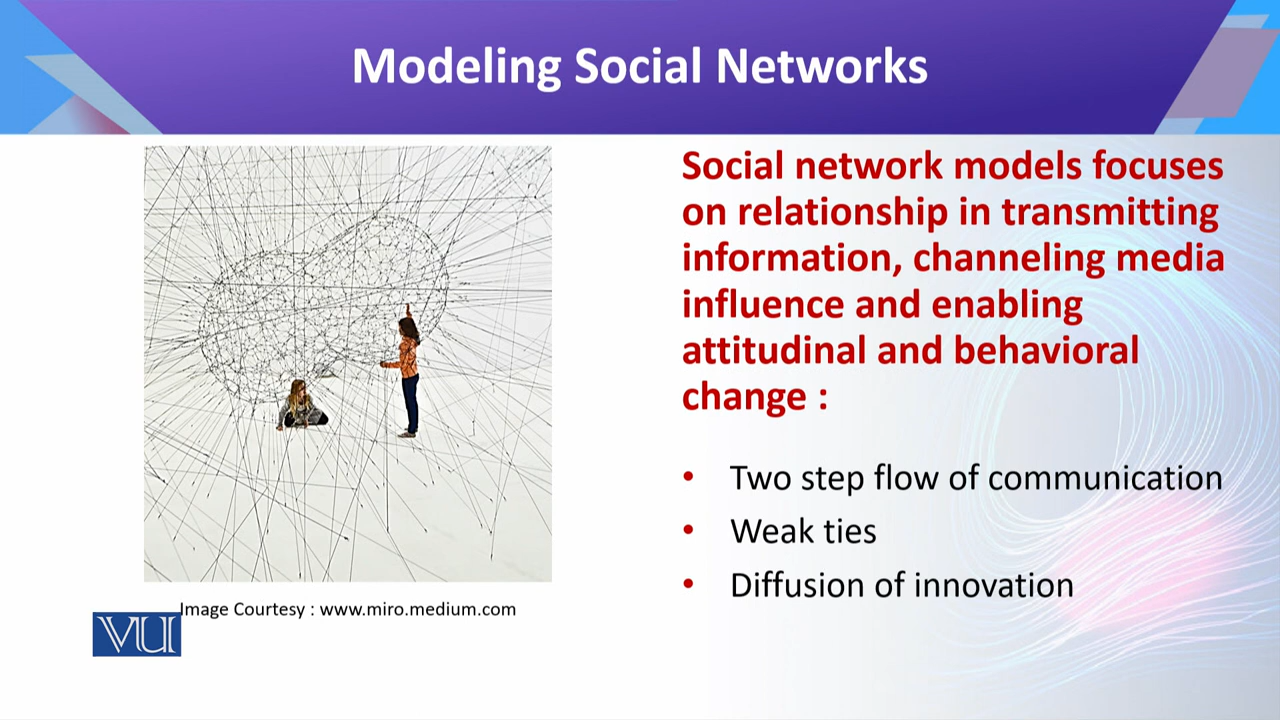 Modeling Social Networks
Social network models focuses
on relationship in transmitting
information, channeling media
influence and enabling
attitudinal and behavioral
change :
• Two step flow of communication
• Weak ties
• Diffusion of innovation
Image Courtesy : www.miro.medium.com
VU